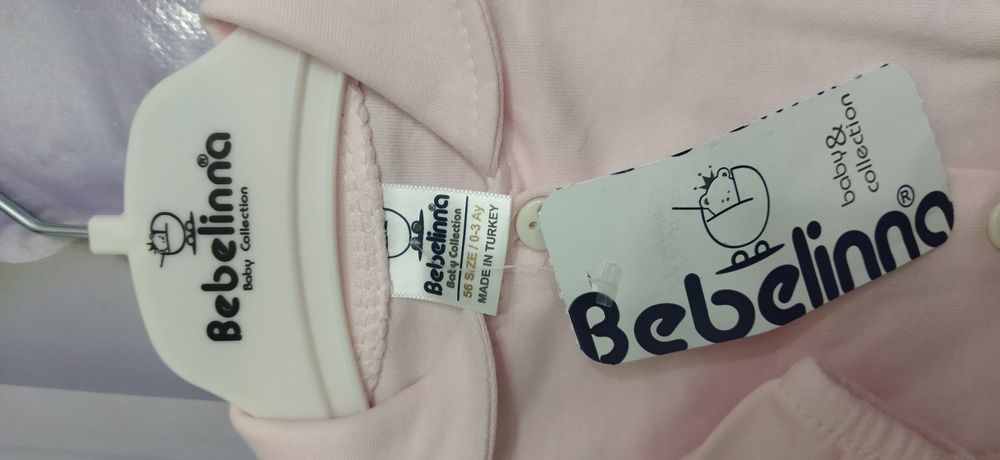 Bebelinna®
Baby Collection
Bebelinna®
Baby Collection
56 SIZE / 0-3 Ay
MADE IN TURKEY
baby&
collection
Bebelinna®